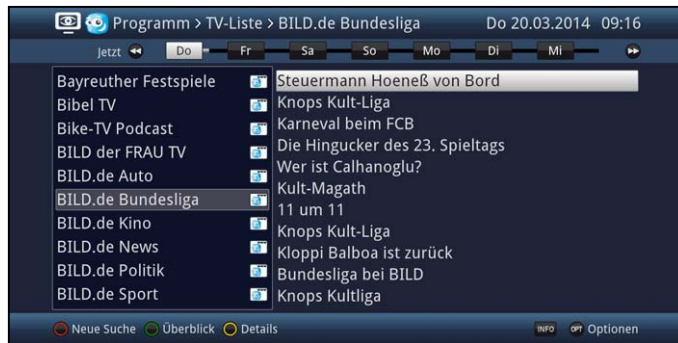 Programm > TV-Liste > BILD.de Bundesliga Do 20.03.2014 09:16
Jetzt Do Fr Sa So Mo Di Mi
Bayreuther Festspiele
Bibel TV
Bike-TV Podcast
BILD der FRAU TV
BILD.de Auto
BILD.de Bundesliga
BILD.de Kino
BILD.de News
BILD.de Politik
BILD.de Sport
Steuermann Hoeneß von Bord
Knops Kult-Liga
Karneval beim FCB
Die Hingucker des 23. Spieltags
Wer ist Calhanoglu?
Kult-Magath
11 um 11
Knops Kult-Liga
Kloppi Balboa ist zurück
Bundesliga bei BILD
Knops Kultliga
Neue Suche Überblick Details INFO OPT Optionen